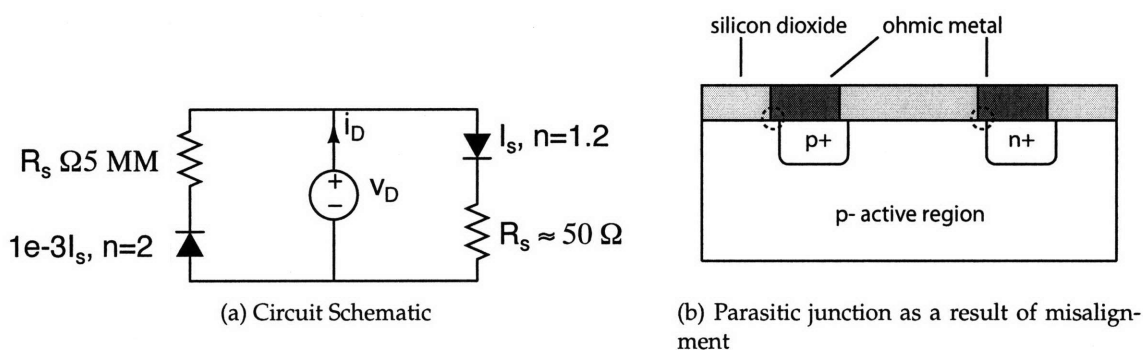 silicon dioxide ohmic metal
i_D
I_s, n=1.2
R_s Ω5 MM
+
−
v_D
R_s ≈ 50 Ω
1e-3I_s, n=2
p+
n+
p- active region
(a) Circuit Schematic
(b) Parasitic junction as a result of misalign-
ment